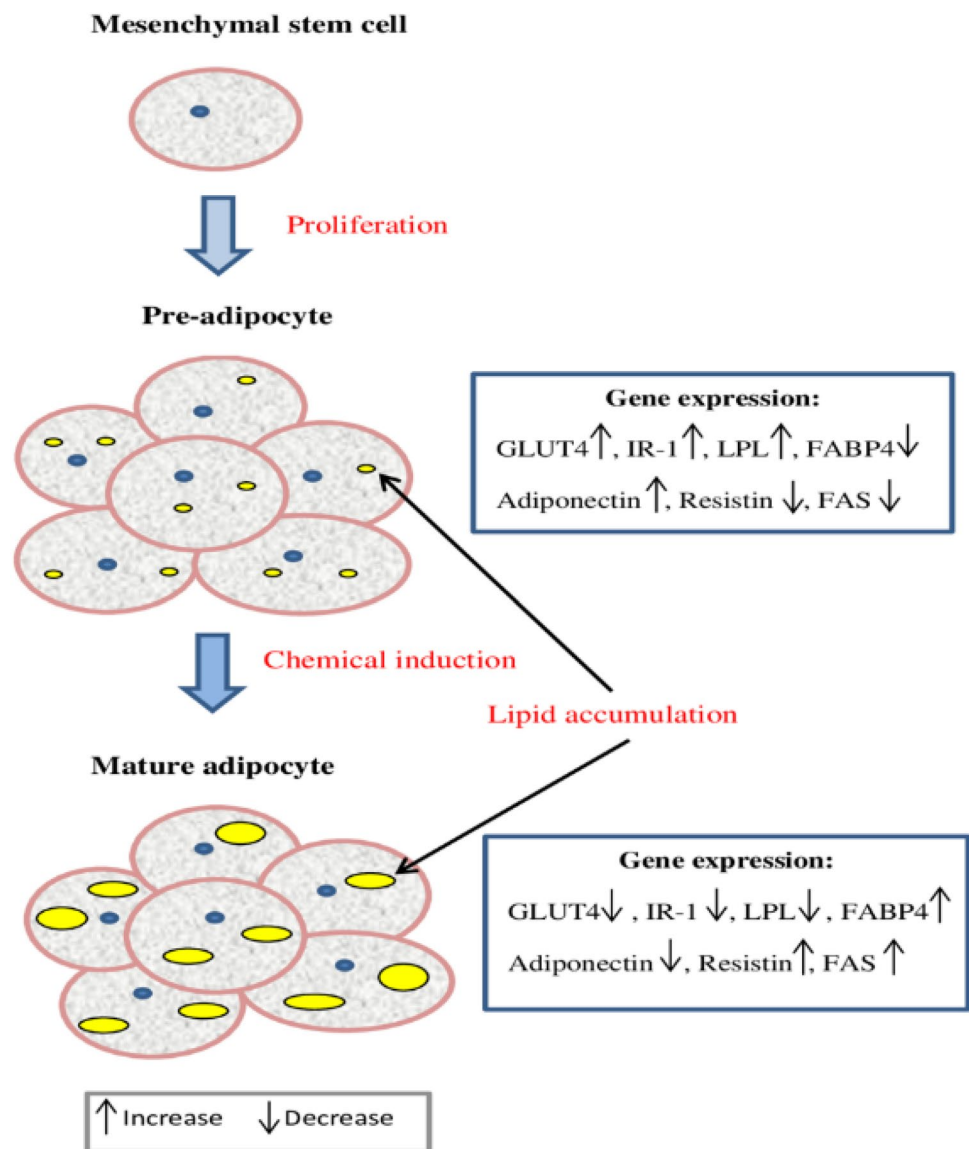 Mesenchymal stem cell
Proliferation
Pre-adipocyte
Gene expression:
GLUT4↑, IR-1↑, LPL↑, FABP4↓
Adiponectin ↑, Resistin ↓, FAS ↓
Chemical induction
Lipid accumulation
Mature adipocyte
Gene expression:
GLUT4↓ , IR-1 ↓, LPL↓, FABP4↑
Adiponectin ↓, Resistin↑, FAS ↑
↑ Increase ↓ Decrease